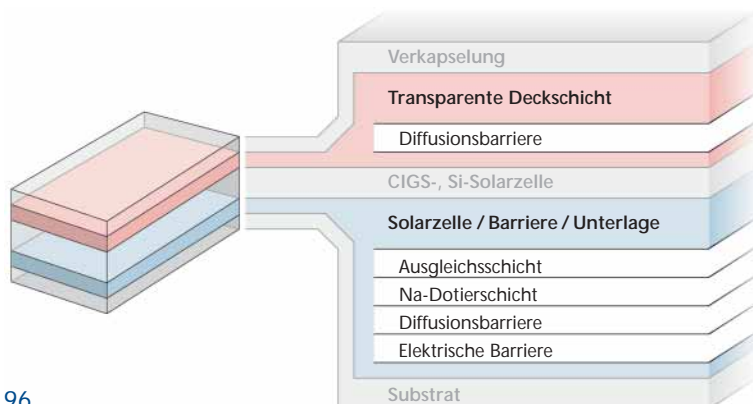 Verkapselung
Transparente Deckschicht
Diffusionsbarriere
CIGS-, Si-Solarzelle
Solarzelle / Barriere / Unterlage
Ausgleichsschicht
Na-Dotierschicht
Diffusionsbarriere
Elektrische Barriere
Substrat
96